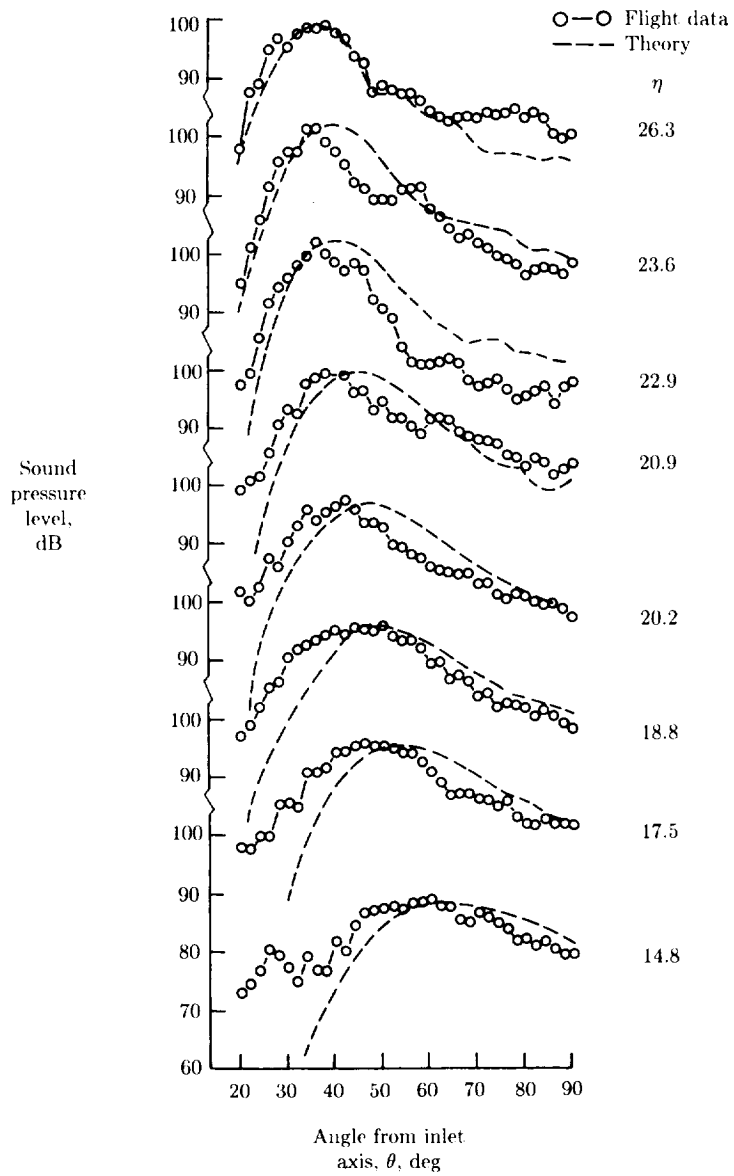 Flight data
Theory
η
100
90
26.3
100
90
23.6
100
90
22.9
100
90
20.9
100
90
20.2
100
90
18.8
100
90
17.5
100
90
80
70
60
14.8
Sound
pressure
level,
dB
20 30 40 50 60 70 80 90
Angle from inlet
axis, θ, deg